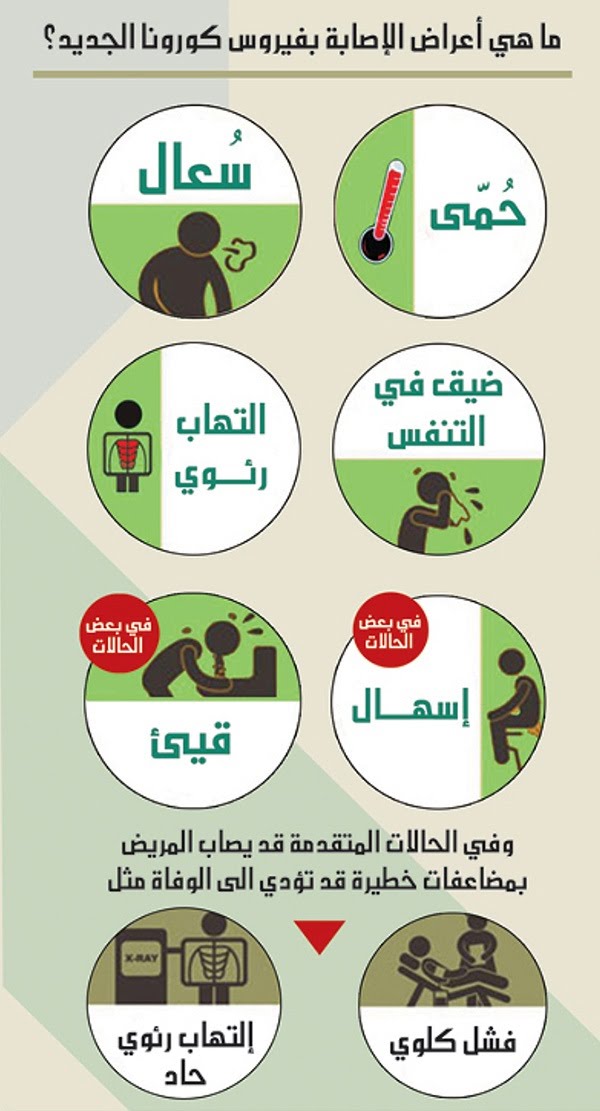 ما هي أعراض الإصابة بفيروس كورونا الجديد؟
حُمّى
سُعال
ضيق في
التنفس
التهاب
رئـــوي
في بعض
الحالات
إسهـــال
في بعض
الحالات
قيئ
وفي الحالات المتقدمة قد يصاب المريض
بمضاعفات خطيرة قد تؤدي الى الوفاة مثل
فشل كلوي
X-RAY
إلتهاب رئوي
حاد